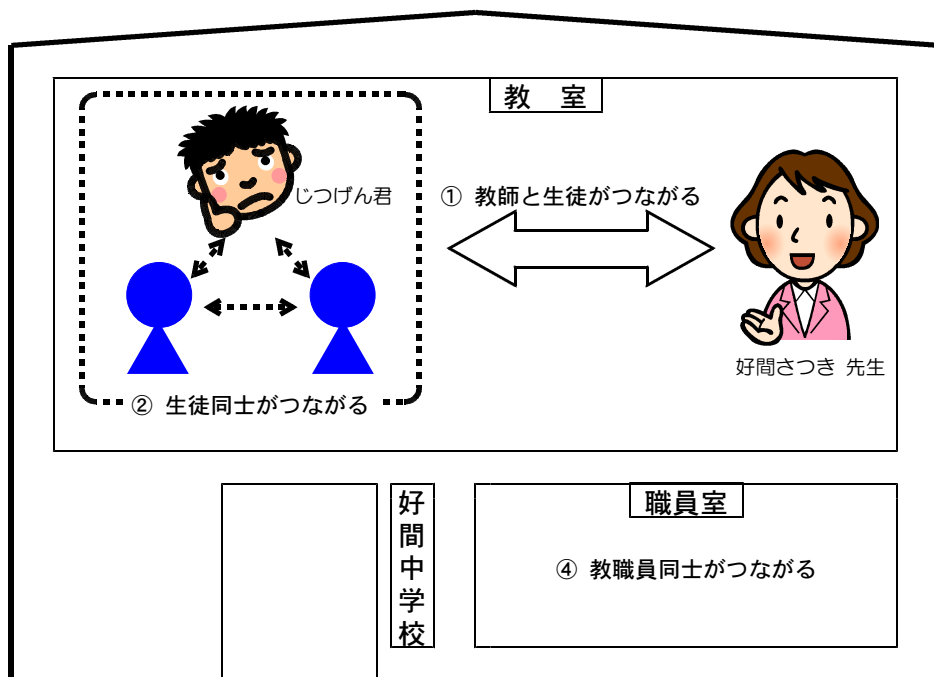 教　室
じつげん君
① 教師と生徒がつながる
好間さつき 先生
② 生徒同士がつながる
好間中学校
職員室
④ 教職員同士がつながる